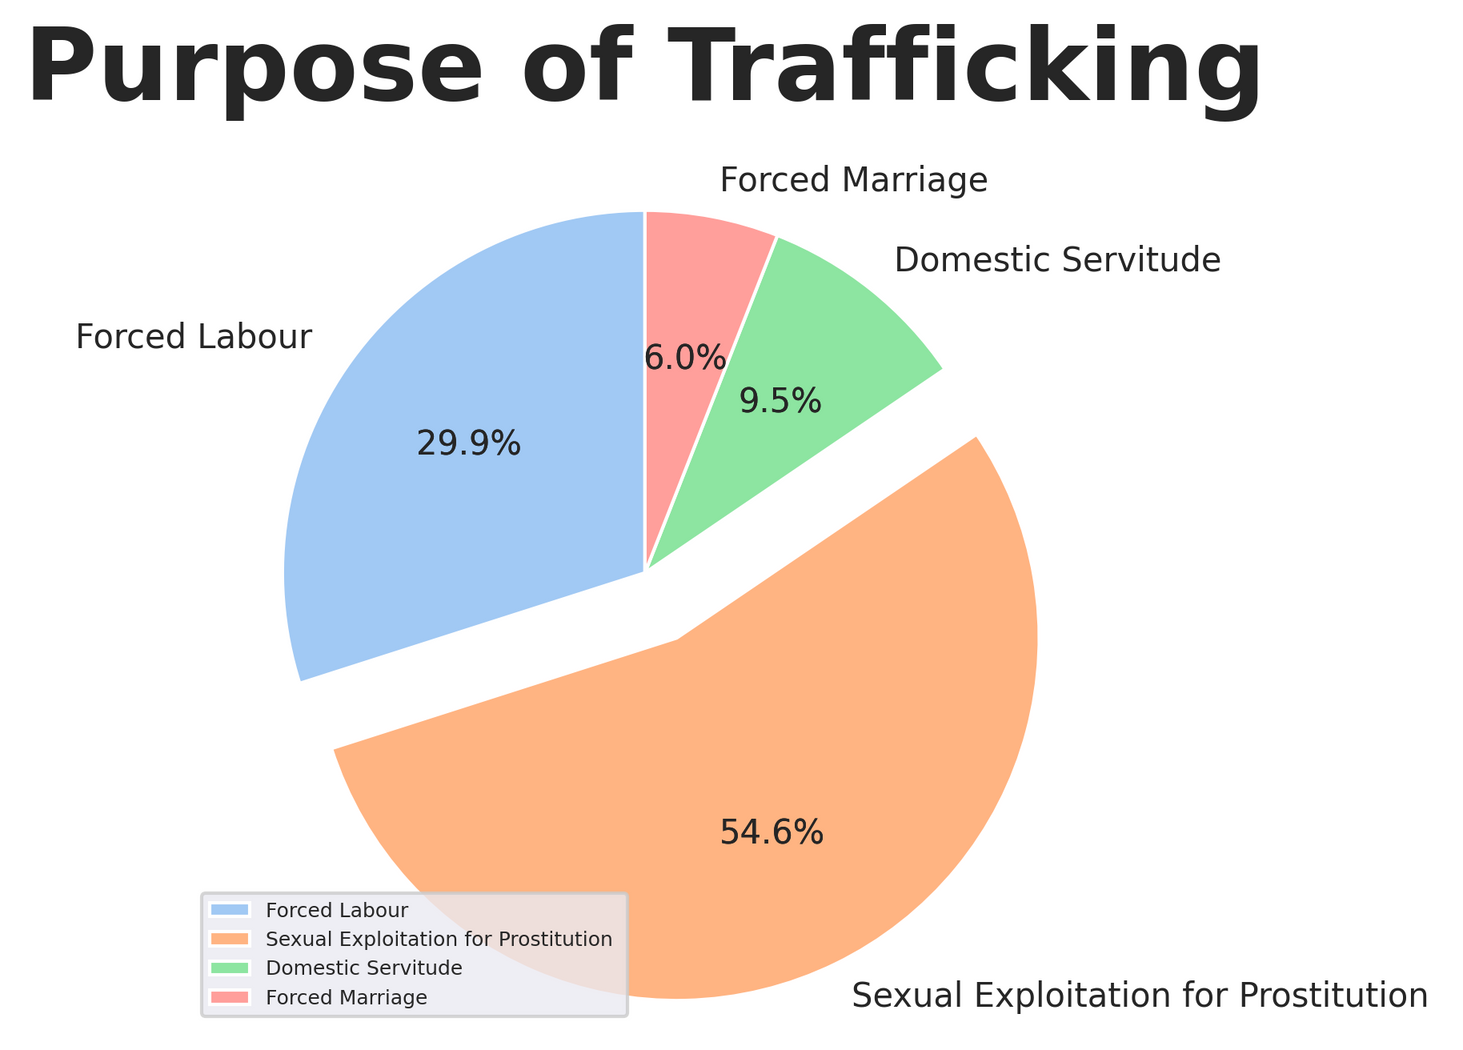 Purpose of Trafficking
Forced Marriage
Domestic Servitude
Forced Labour
6.0%
9.5%
29.9%
54.6%
Forced Labour
Sexual Exploitation for Prostitution
Domestic Servitude
Forced Marriage
Sexual Exploitation for Prostitution